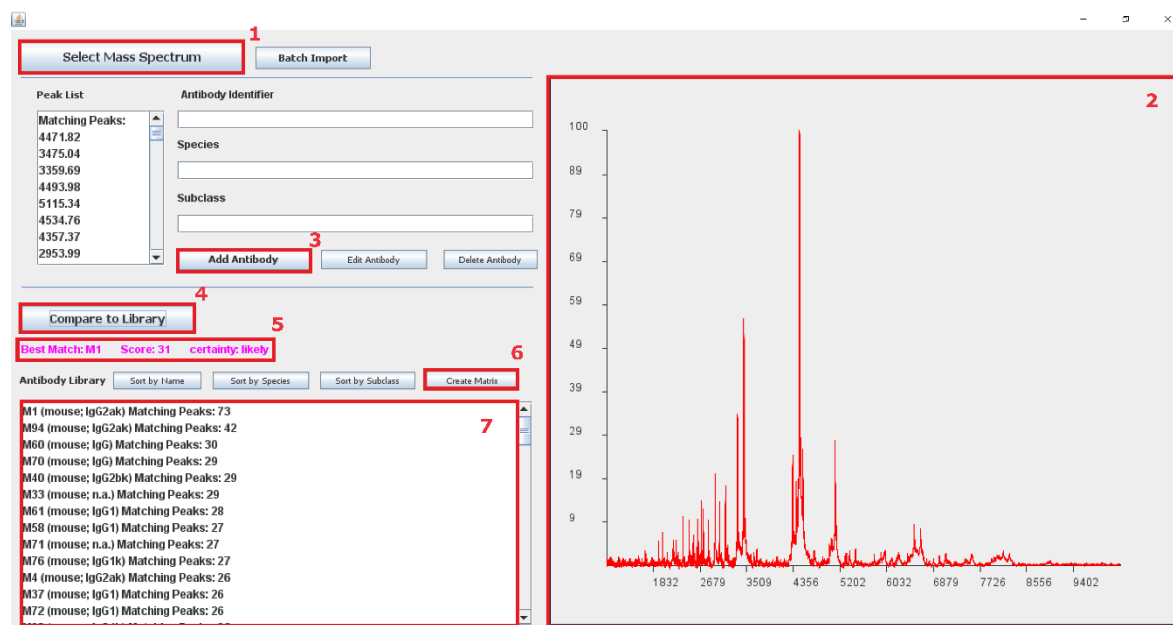 1
Select Mass Spectrum
Batch Import
Peak List
Antibody Identifier
Matching Peaks:
4471.82
3475.04
3359.69
4493.98
5115.34
4534.76
4357.37
2953.99
Species
Subclass
3
Add Antibody
Edit Antibody
Delete Antibody
4
Compare to Library
5
Best Match: M1 Score: 31 certainty: likely
6
Antibody Library
Sort by Name
Sort by Species
Sort by Subclass
Create Matrix
7
M1 (mouse; IgG2ak) Matching Peaks: 73
M94 (mouse; IgG2ak) Matching Peaks: 42
M60 (mouse; IgG) Matching Peaks: 30
M70 (mouse; IgG) Matching Peaks: 29
M40 (mouse; IgG2bk) Matching Peaks: 29
M33 (mouse; n.a.) Matching Peaks: 29
M61 (mouse; IgG1) Matching Peaks: 28
M58 (mouse; IgG1) Matching Peaks: 27
M71 (mouse; n.a.) Matching Peaks: 27
M76 (mouse; IgG1k) Matching Peaks: 27
M4 (mouse; IgG2ak) Matching Peaks: 26
M37 (mouse; IgG1) Matching Peaks: 26
M72 (mouse; IgG1) Matching Peaks: 26
2
100
89
79
69
59
49
39
29
19
9
1832 2679 3509 4356 5202 6032 6879 7726 8556 9402